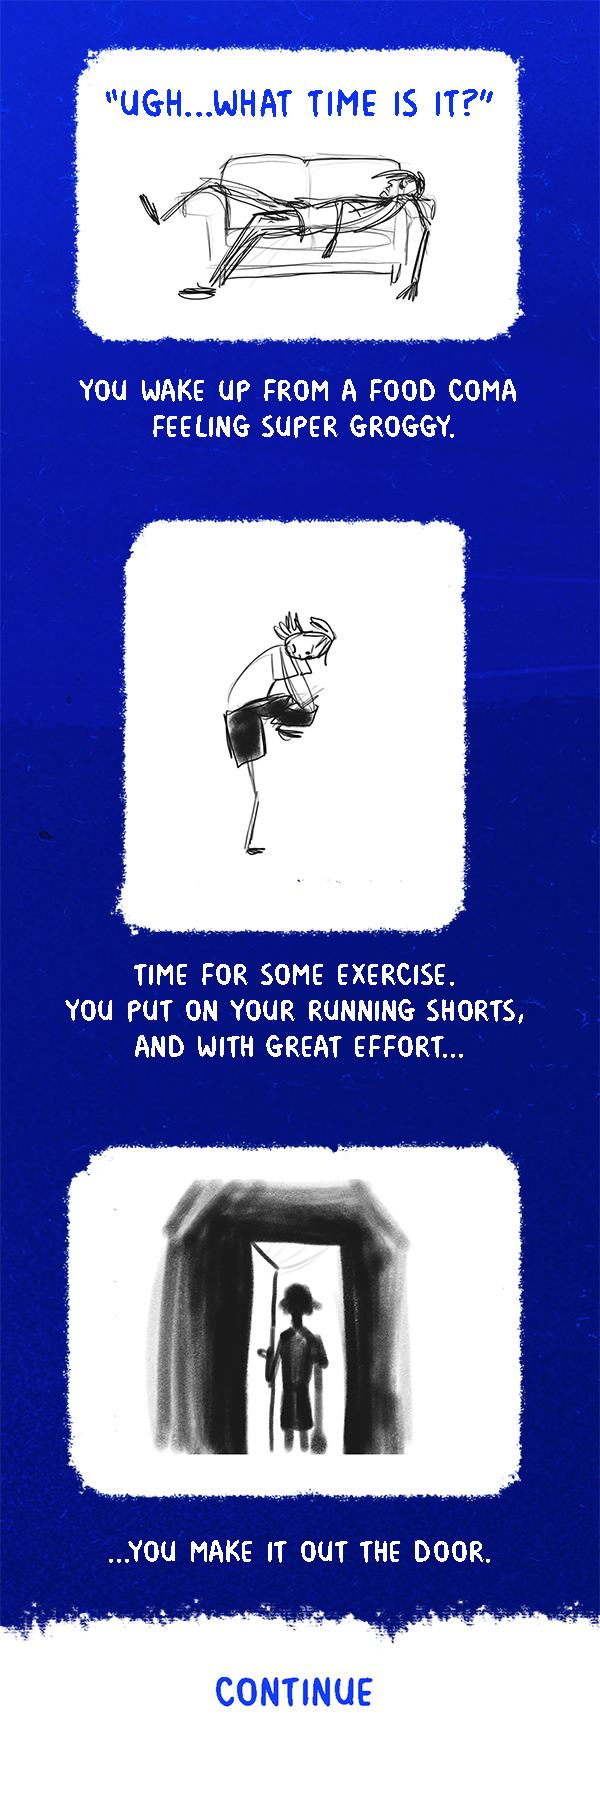 "UGH...WHAT TIME IS IT?"
YOU WAKE UP FROM A FOOD COMA
FEELING SUPER GROGGY.
TIME FOR SOME EXERCISE.
YOU PUT ON YOUR RUNNING SHORTS,
AND WITH GREAT EFFORT...
...YOU MAKE IT OUT THE DOOR.
CONTINUE